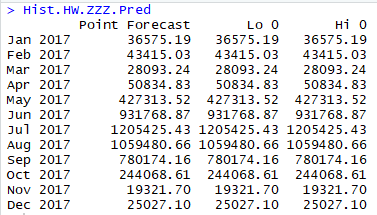 > Hist.HW.ZZZ.Pred
Point Forecast Lo 0 Hi 0
Jan 2017 36575.19 36575.19 36575.19
Feb 2017 43415.03 43415.03 43415.03
Mar 2017 28093.24 28093.24 28093.24
Apr 2017 50834.83 50834.83 50834.83
May 2017 427313.52 427313.52 427313.52
Jun 2017 931768.87 931768.87 931768.87
Jul 2017 1205425.43 1205425.43 1205425.43
Aug 2017 1059480.66 1059480.66 1059480.66
Sep 2017 780174.16 780174.16 780174.16
Oct 2017 244068.61 244068.61 244068.61
Nov 2017 19321.70 19321.70 19321.70
Dec 2017 25027.10 25027.10 25027.10